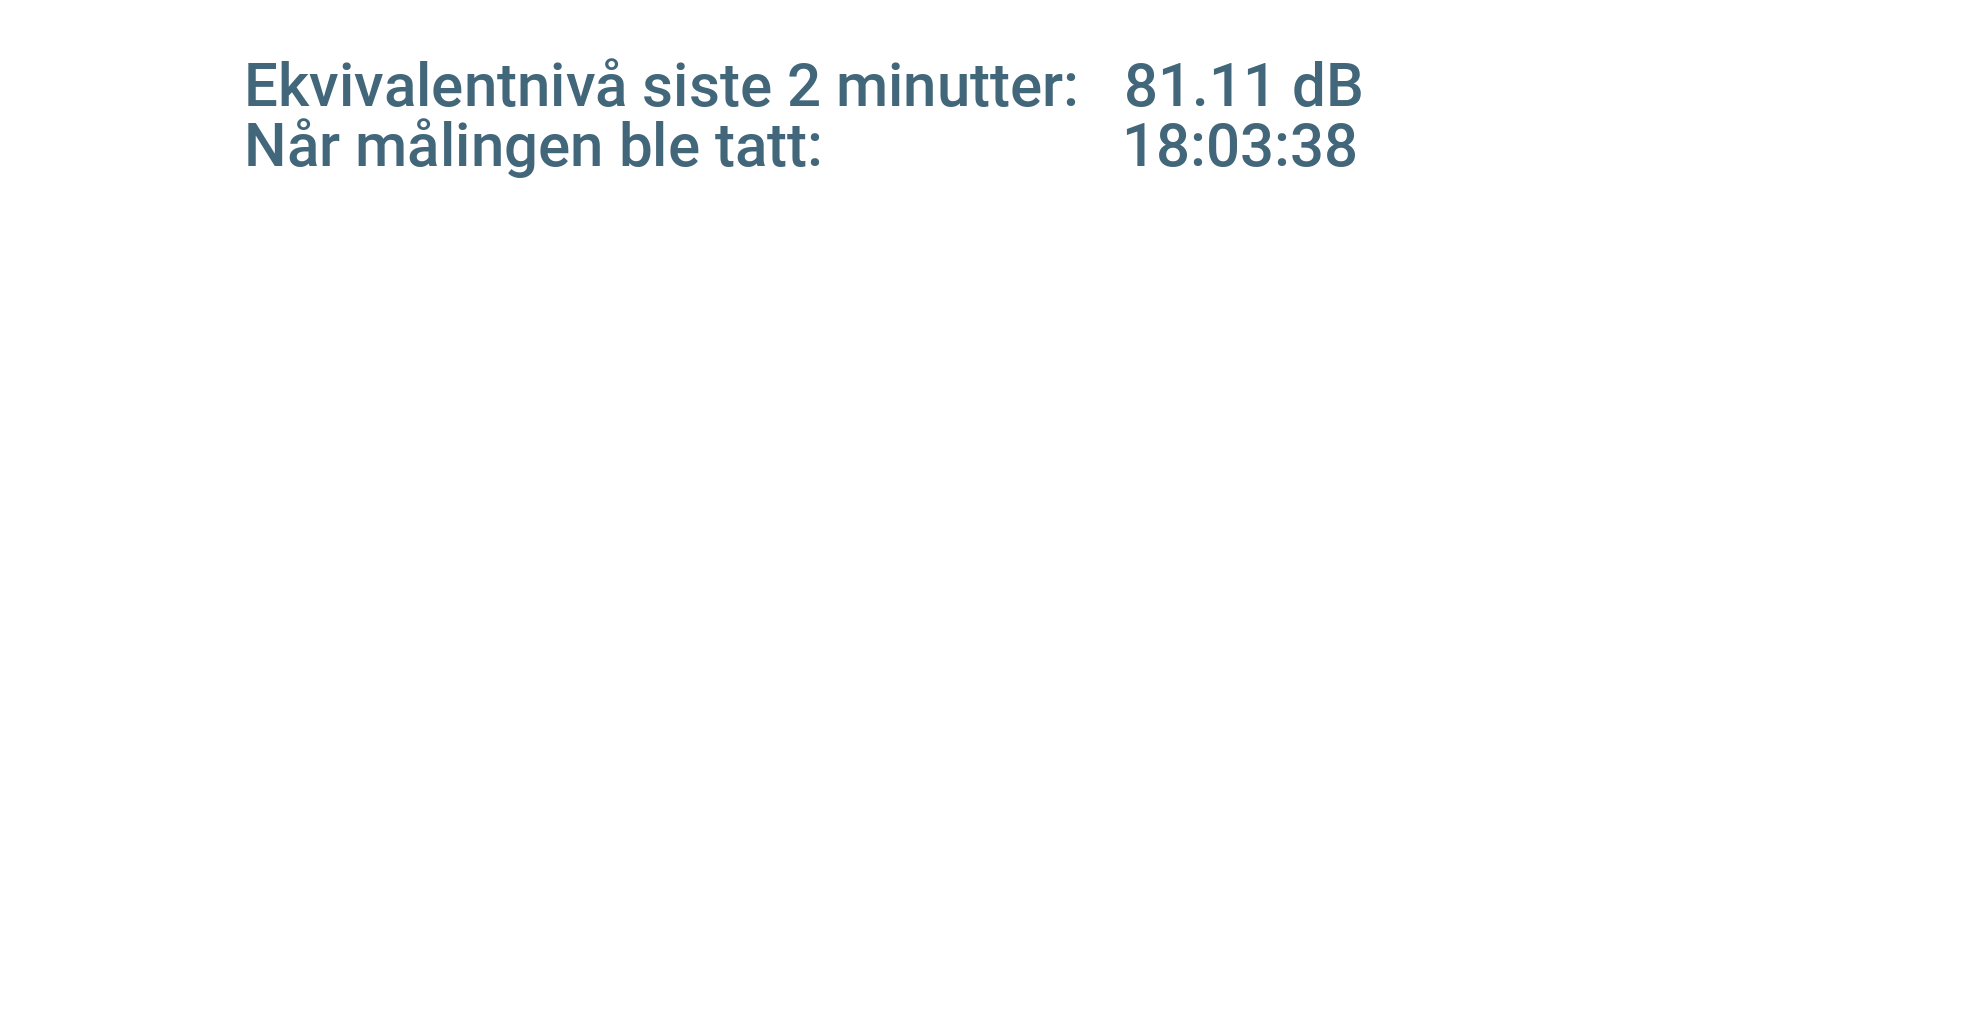 Ekvivalentnivå siste 2 minutter: 81.11 dB
Når målingen ble tatt: 18:03:38